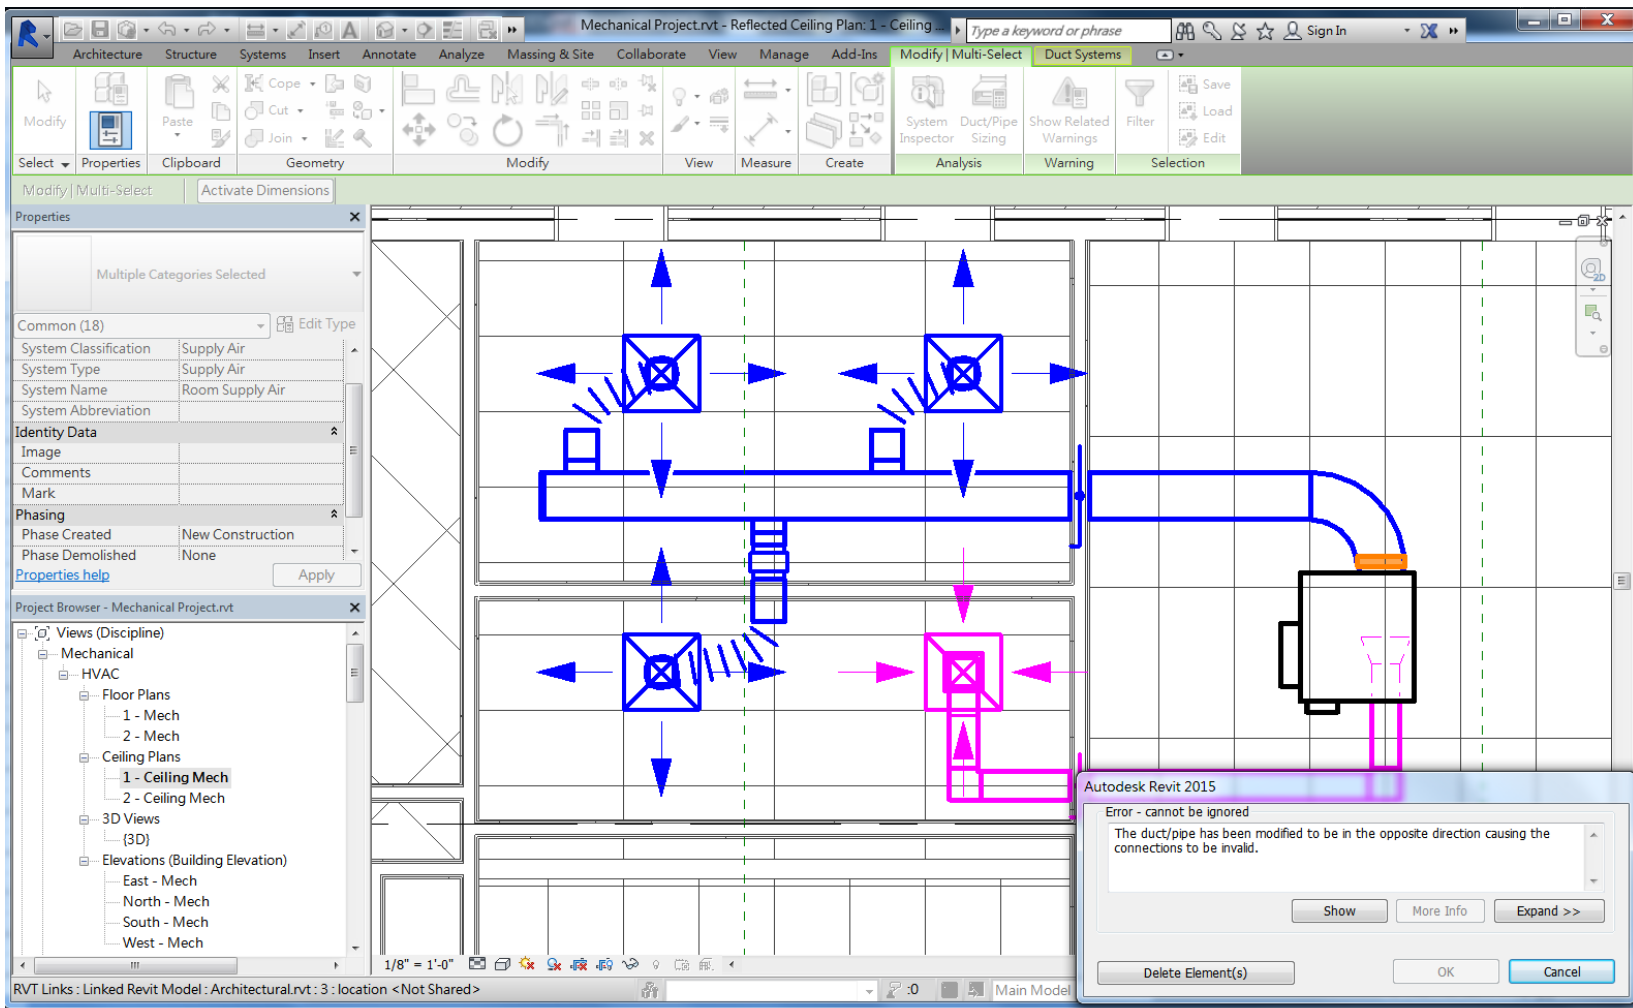 Mechanical Project.rvt - Reflected Ceiling Plan: 1 - Ceiling ...
Type a keyword or phrase
Sign In
Architecture Structure Systems Insert Annotate Analyze Massing & Site Collaborate View Manage Add-Ins Modify | Multi-Select Duct Systems
Cope
Save
Modify
Paste
Cut
System Inspector
Duct/Pipe Sizing
Show Related Warnings
Filter
Load
Join
Edit
Select Properties Clipboard Geometry Modify View Measure Create Analysis Warning Selection
Modify | Multi-Select
Activate Dimensions
Properties
Multiple Categories Selected
Common (18)
Edit Type
System Classification Supply Air
System Type Supply Air
System Name Room Supply Air
System Abbreviation
Identity Data
Image
Comments
Mark
Phasing
Phase Created New Construction
Phase Demolished None
Properties help
Apply
Project Browser - Mechanical Project.rvt
Views (Discipline)
Mechanical
HVAC
Floor Plans
1 - Mech
2 - Mech
Ceiling Plans
1 - Ceiling Mech
2 - Ceiling Mech
3D Views
{3D}
Elevations (Building Elevation)
East - Mech
North - Mech
South - Mech
West - Mech
2D
Autodesk Revit 2015
Error - cannot be ignored
The duct/pipe has been modified to be in the opposite direction causing the
connections to be invalid.
Show More Info Expand >>
Delete Element(s) OK Cancel
1/8" = 1'-0"
RVT Links : Linked Revit Model : Architectural.rvt : 3 : location <Not Shared>
:0
Main Model